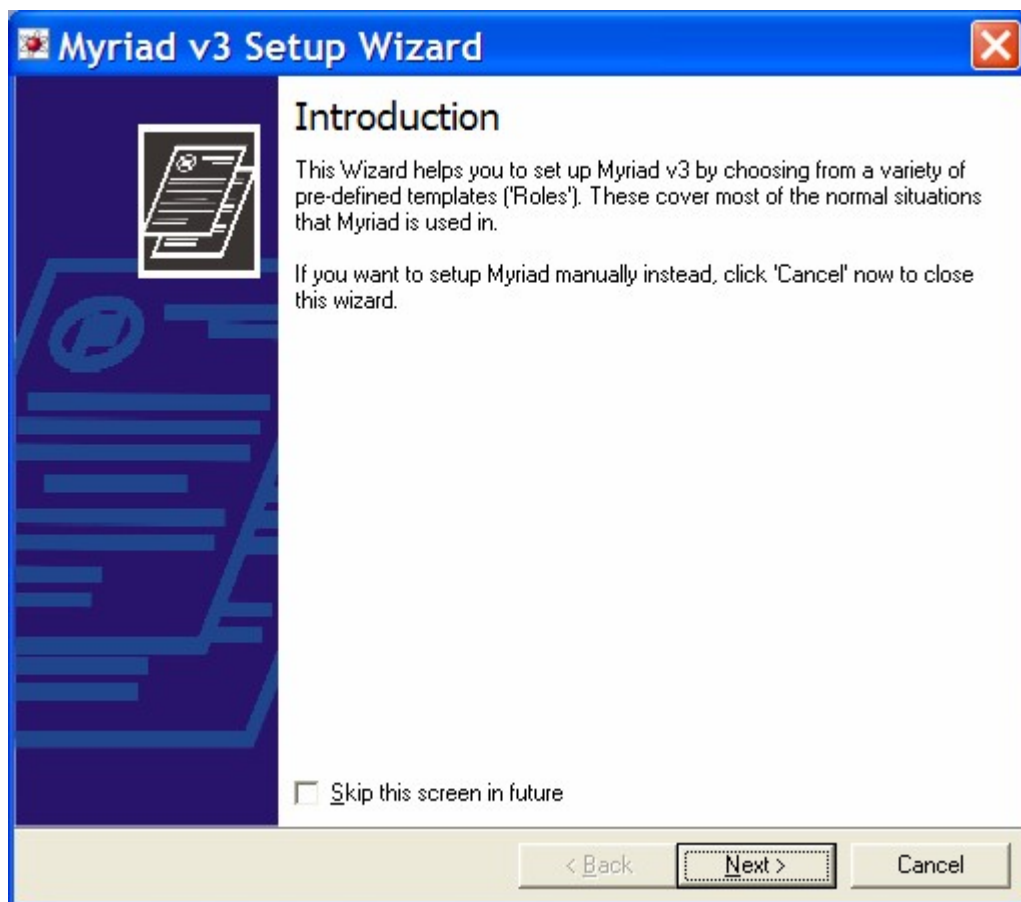 Myriad v3 Setup Wizard
Introduction
This Wizard helps you to set up Myriad v3 by choosing from a variety of
pre-defined templates ('Roles'). These cover most of the normal situations
that Myriad is used in.
If you want to setup Myriad manually instead, click 'Cancel' now to close
this wizard.
Skip this screen in future
< Back
Next >
Cancel